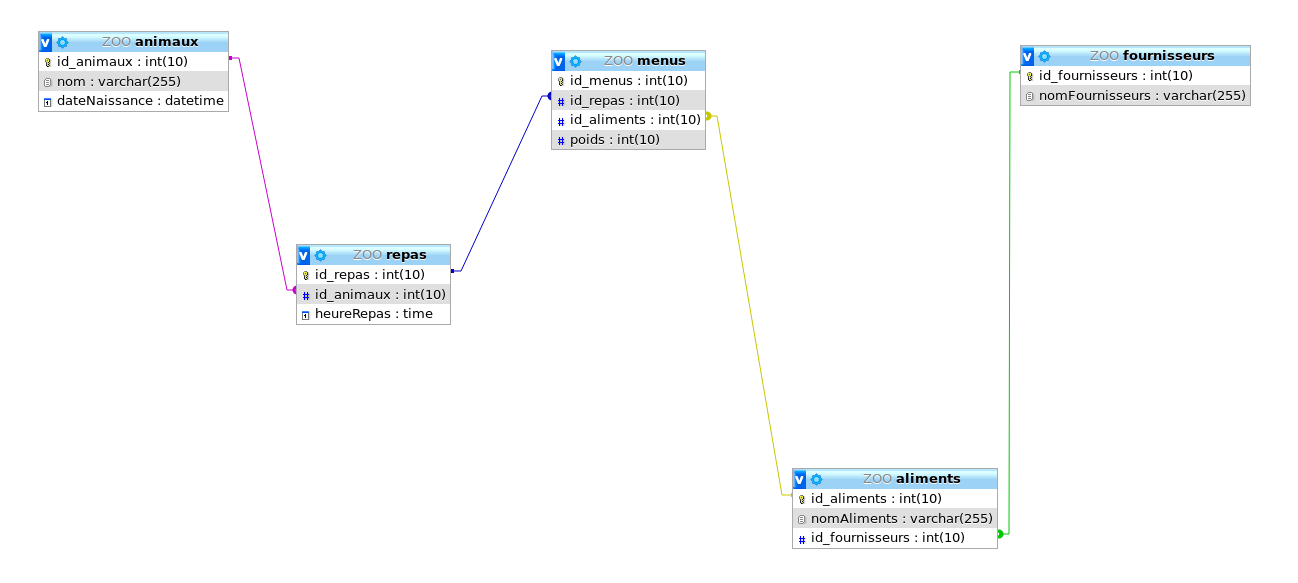 ZOO animaux
id_animaux : int(10)
nom : varchar(255)
dateNaissance : datetime
ZOO menus
id_menus : int(10)
id_repas : int(10)
id_aliments : int(10)
poids : int(10)
ZOO fournisseurs
id_fournisseurs : int(10)
nomFournisseurs : varchar(255)
ZOO repas
id_repas : int(10)
id_animaux : int(10)
heureRepas : time
ZOO aliments
id_aliments : int(10)
nomAliments : varchar(255)
id_fournisseurs : int(10)